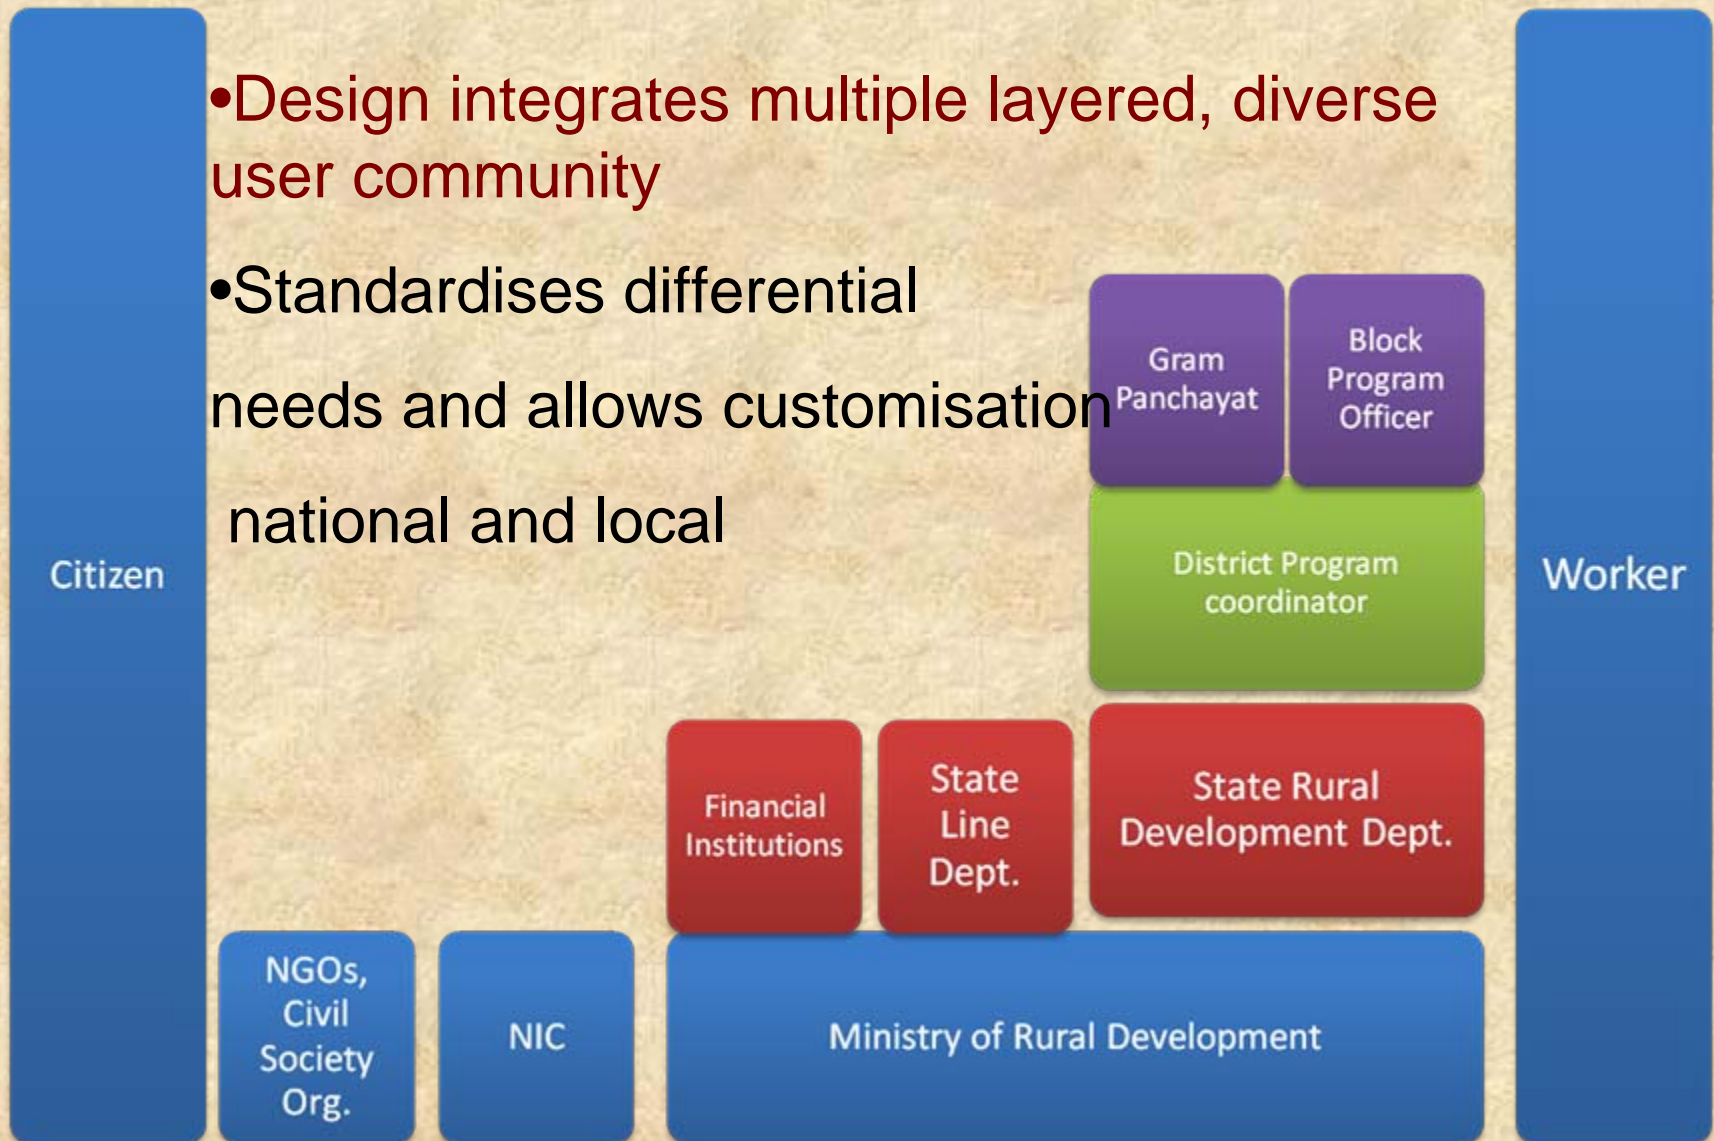 •Design integrates multiple layered, diverse
user community
•Standardises differential
needs and allows customisation
national and local
Citizen
Worker
Gram
Panchayat
Block
Program
Officer
District Program
coordinator
Financial
Institutions
State
Line
Dept.
State Rural
Development Dept.
NGOs,
Civil
Society
Org.
NIC
Ministry of Rural Development